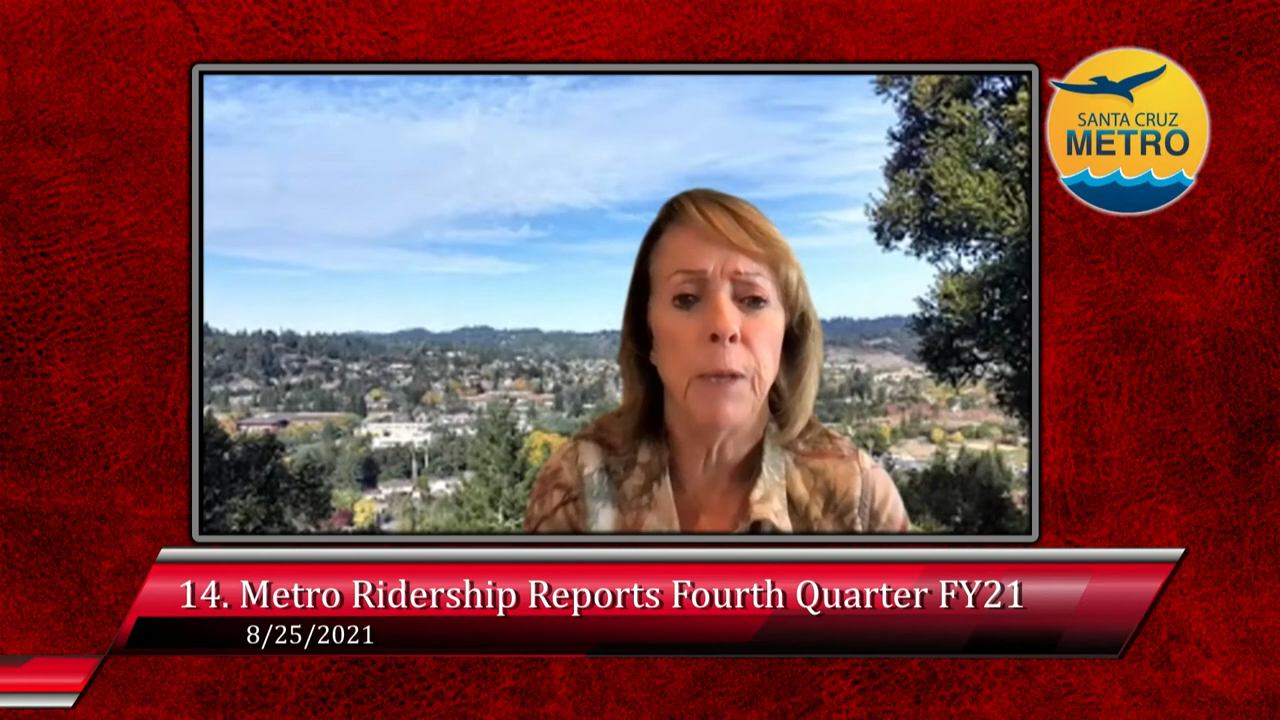 SANTA CRUZ
METRO
14. Metro Ridership Reports Fourth Quarter FY21
8/25/2021